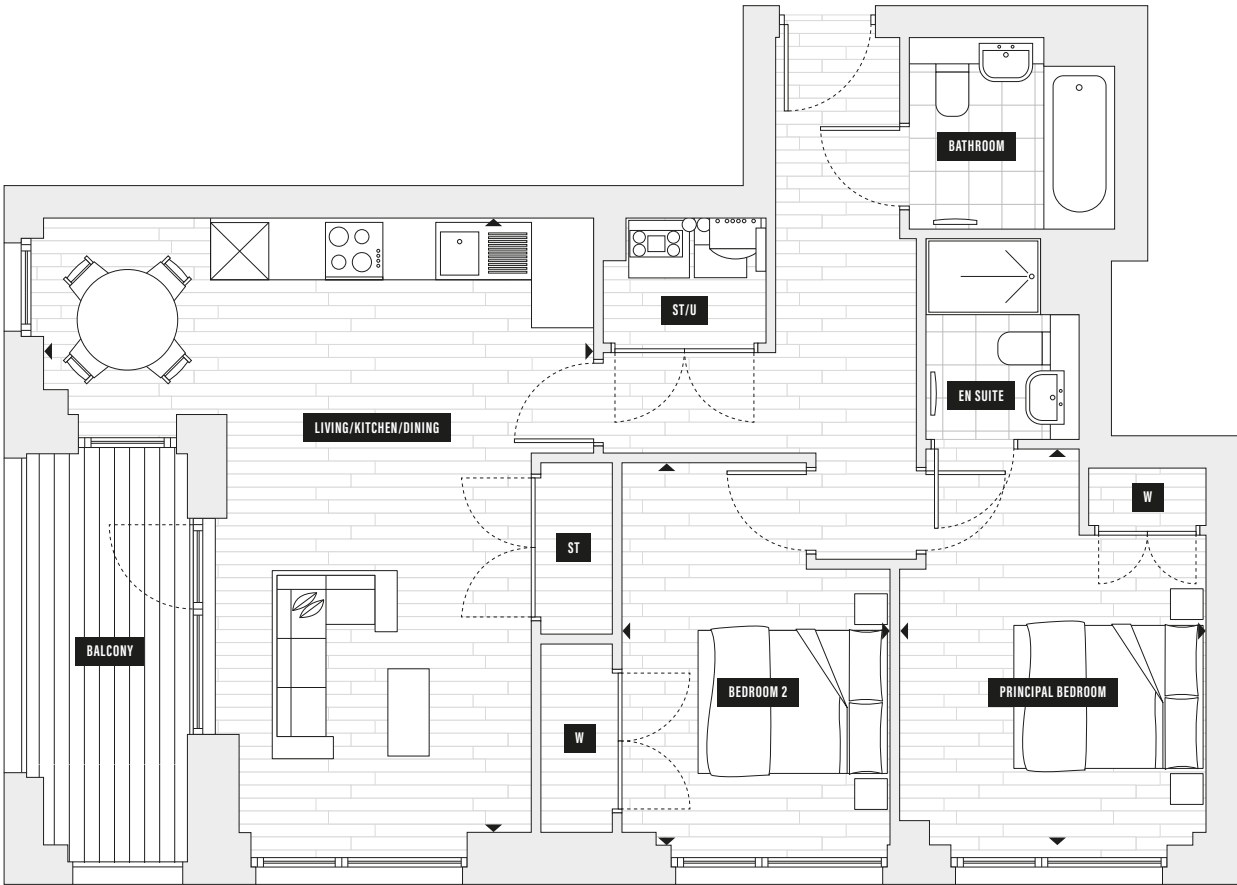 BATHROOM
ST/U
EN SUITE
LIVING/KITCHEN/DINING
W
ST
BALCONY
BEDROOM 2
PRINCIPAL BEDROOM
W